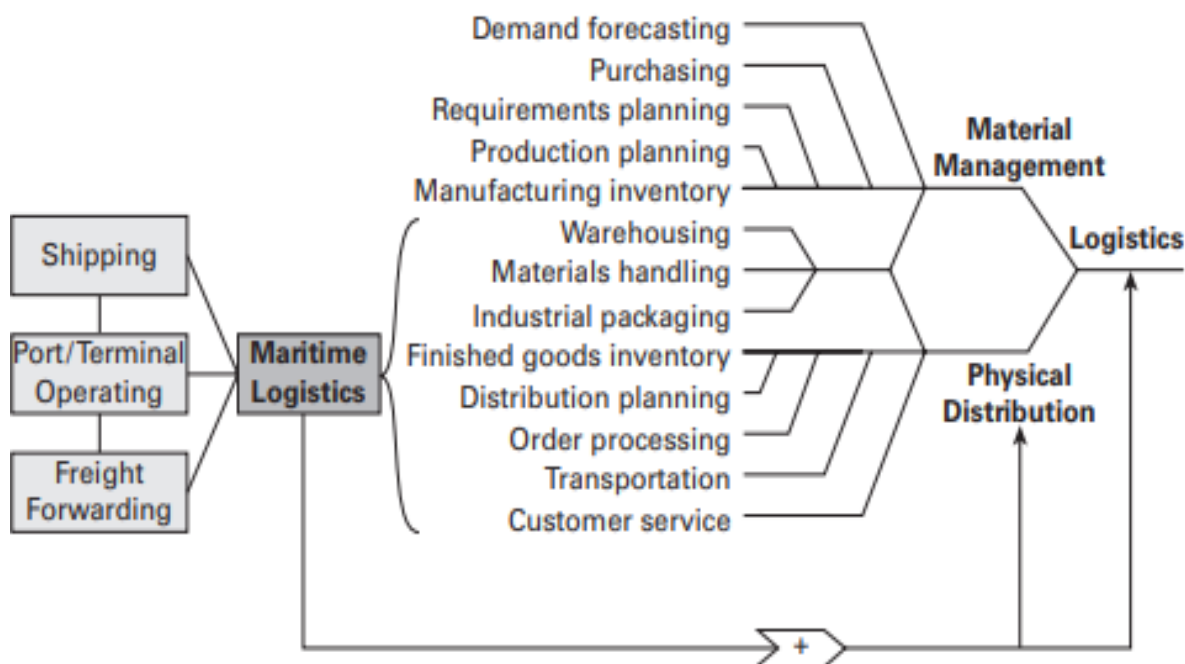 Demand forecasting
Purchasing
Requirements planning
Production planning
Manufacturing inventory
Warehousing
Materials handling
Industrial packaging
Finished goods inventory
Distribution planning
Order processing
Transportation
Customer service
Shipping
Port/Terminal
Operating
Freight
Forwarding
Maritime
Logistics
Material
Management
Logistics
Physical
Distribution
+